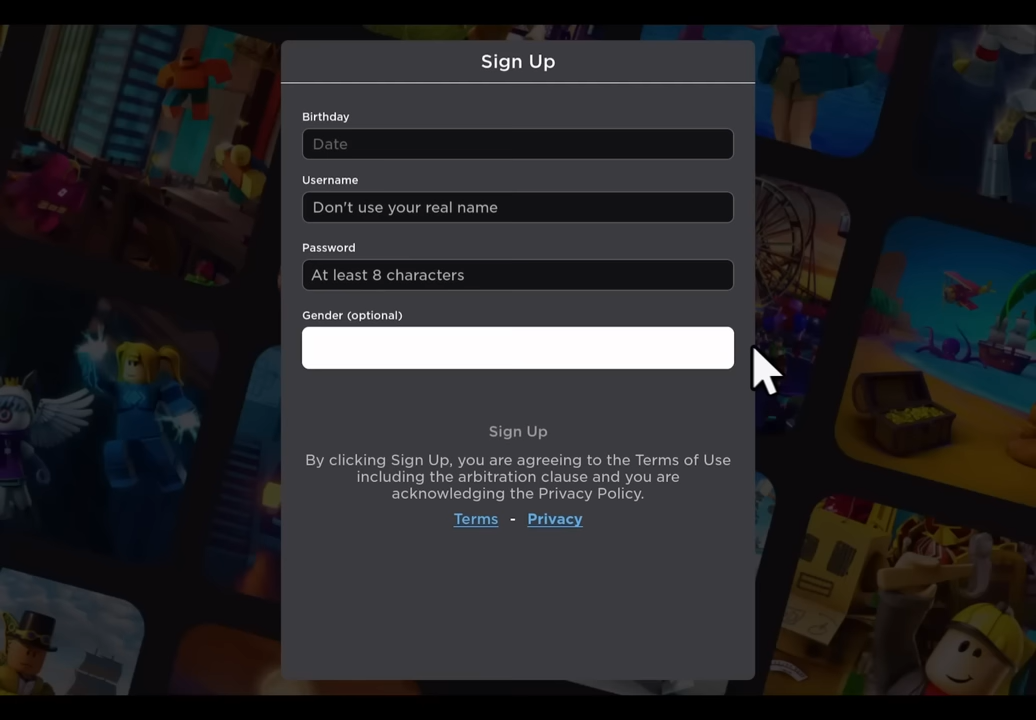 Sign Up
Birthday
Date
Username
Don't use your real name
Password
At least 8 characters
Gender (optional)
Sign Up
By clicking Sign Up, you are agreeing to the Terms of Use
including the arbitration clause and you are
acknowledging the Privacy Policy.
Terms - Privacy